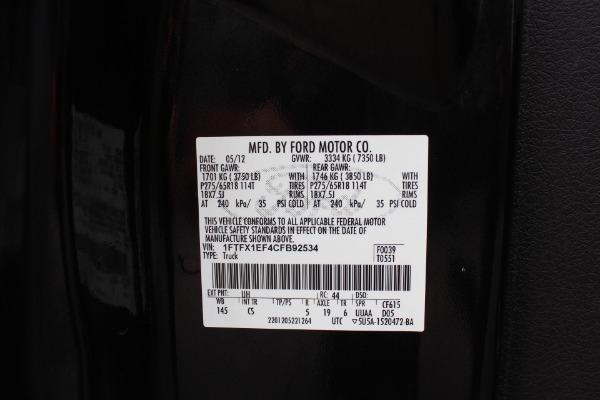 MFD. BY FORD MOTOR CO.
DATE: 05/12 GVWR: 3334 KG ( 7350 LB)
FRONT GAWR: REAR GAWR:
1701 KG ( 3750 LB) WITH 1746 KG ( 3850 LB) WITH
P275/65R18 114T TIRES P275/65R18 114T TIRES
18X7.5J RIMS 18X7.5J RIMS
AT 240 kPa/ 35 PSI COLD AT 240 kPa/ 35 PSI COLD
THIS VEHICLE CONFORMS TO ALL APPLICABLE FEDERAL MOTOR
VEHICLE SAFETY STANDARDS IN EFFECT ON THE DATE OF
MANUFACTURE SHOWN ABOVE.
VIN: 1FTFX1EF4CFB92534 F0039
TYPE: Truck T0551
EXT PNT: UH RC: 44 DSO:
WB INT TR TP/PS R AXLE TR SPR CF615
145 CS 5 19 6 UUAA D05
2201205221264 UTC ▽5U5A-1520472-BA